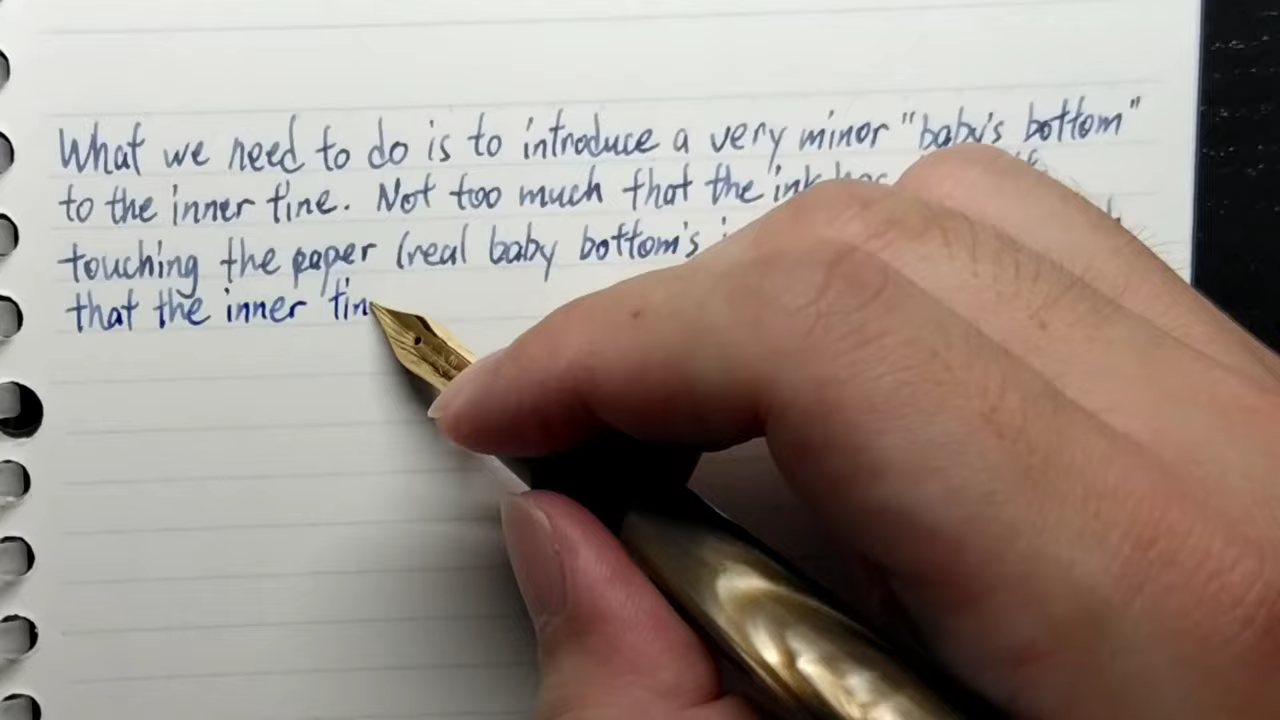 What we need to do is to introduce a very minor "baby's bottom"
to the inner tine. Not too much that the ink
touching the paper (real baby bottom's
that the inner tin